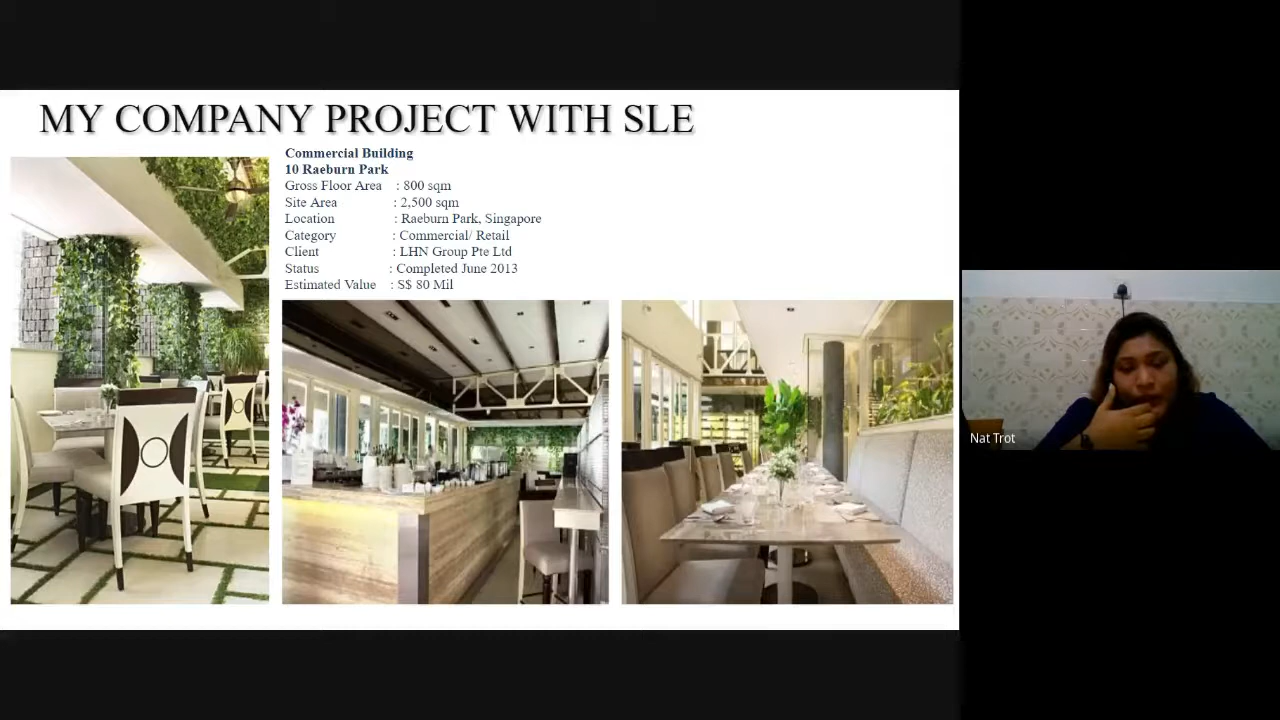 MY COMPANY PROJECT WITH SLE
Commercial Building
10 Raeburn Park
Gross Floor Area : 800 sqm
Site Area : 2,500 sqm
Location : Raeburn Park, Singapore
Category : Commercial/ Retail
Client : LHN Group Pte Ltd
Status : Completed June 2013
Estimated Value : S$ 80 Mil
Nat Trot